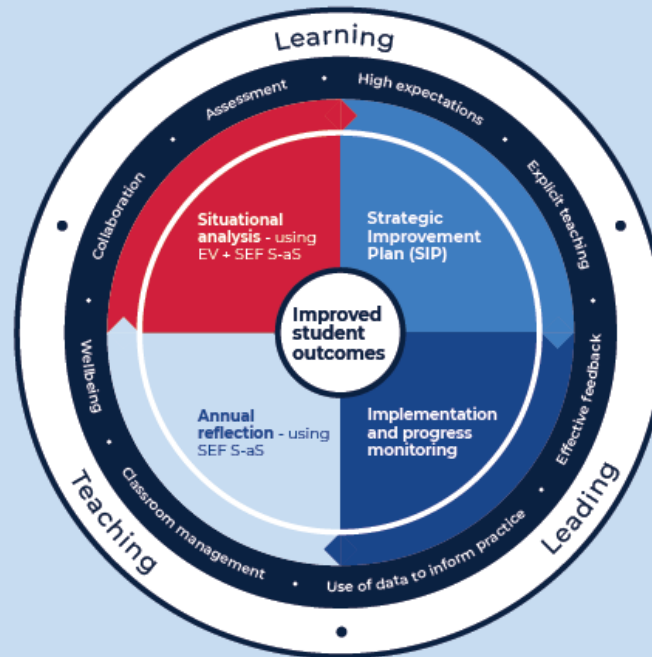 Learning
Assessment
High expectations
Collaboration
Explicit teaching
Situational
analysis - using
EV + SEF S-aS
Strategic
Improvement
Plan (SIP)
Improved
student
outcomes
Wellbeing
Effective feedback
Annual
reflection - using
SEF S-aS
Implementation
and progress
monitoring
Classroom management
Use of data to inform practice
Teaching
Leading